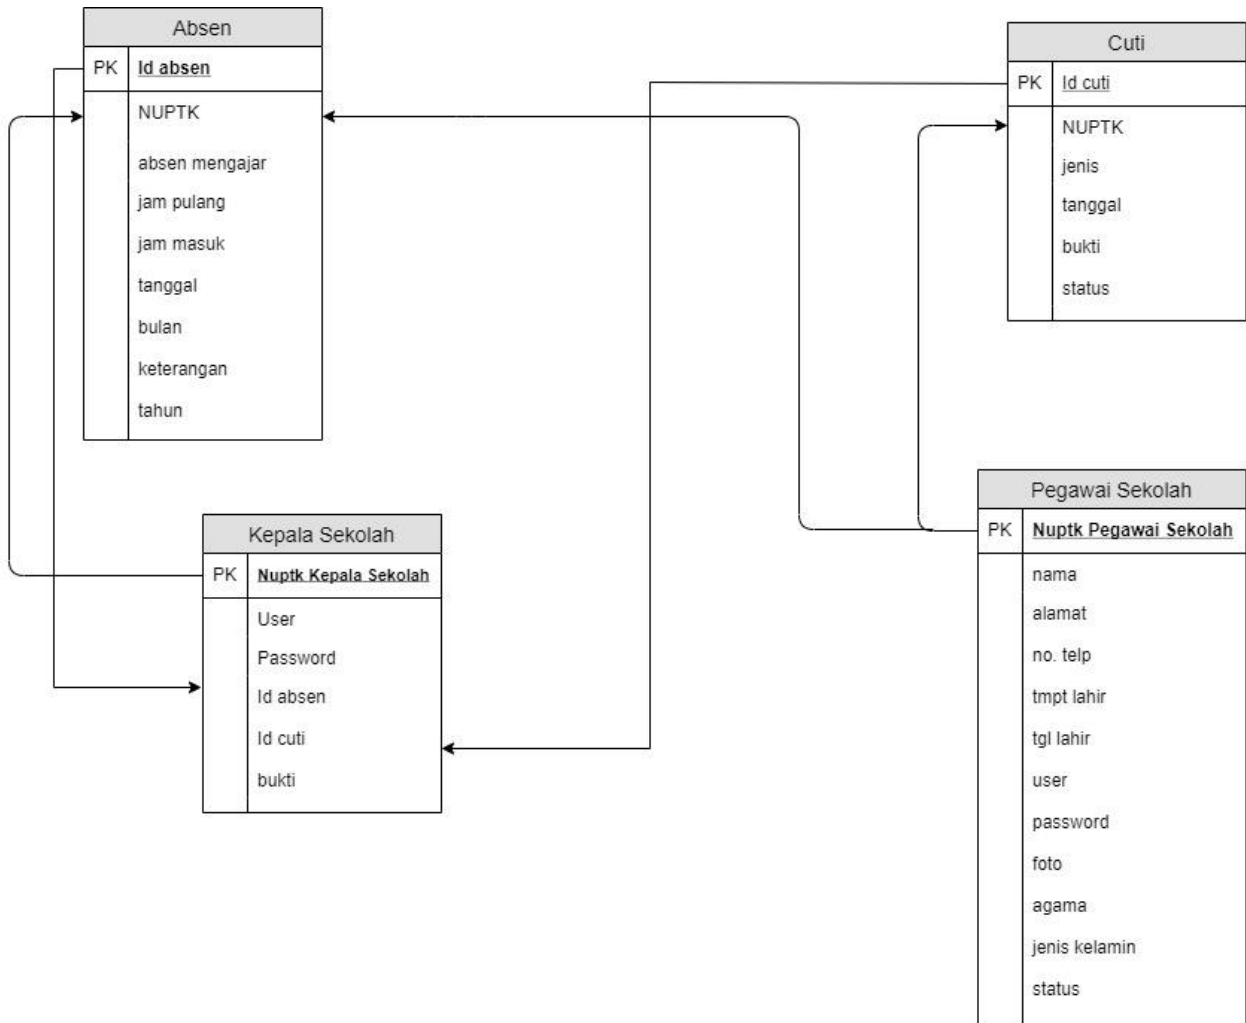 Absen
PK Id absen
NUPTK
absen mengajar
jam pulang
jam masuk
tanggal
bulan
keterangan
tahun
Cuti
PK Id cuti
NUPTK
jenis
tanggal
bukti
status
Kepala Sekolah
PK Nuptk Kepala Sekolah
User
Password
Id absen
Id cuti
bukti
Pegawai Sekolah
PK Nuptk Pegawai Sekolah
nama
alamat
no. telp
tmpt lahir
tgl lahir
user
password
foto
agama
jenis kelamin
status